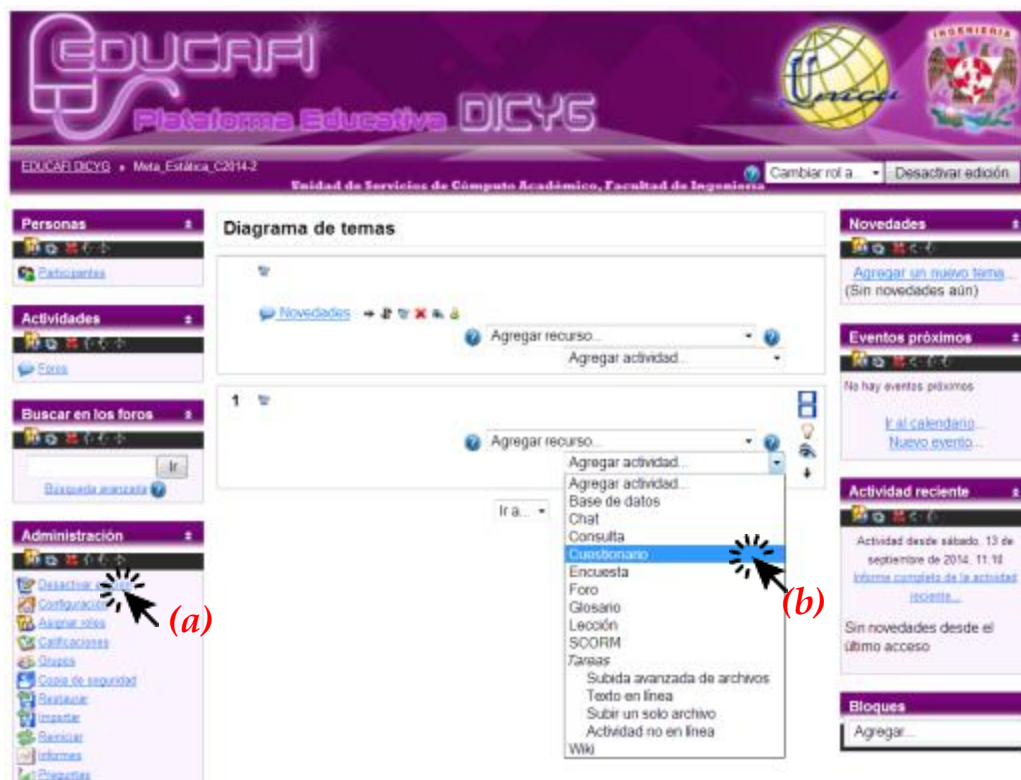 EDUCAFI
Plataforma Educativa DICYG
Unica
INGENIERIA
EDUCAFI DICYG » Meta_Estática_C2014-2
Unidad de Servicios de Cómputo Académico, Facultad de Ingeniería
Cambiar rol a...
Desactivar edición
Personas
Participantes
Actividades
Foros
Buscar en los foros
Ir
Búsqueda avanzada
Administración
Desactivar
Configuración
(a)
Asignar roles
Calificaciones
Grupos
Copia de seguridad
Restaurar
Importar
Reiniciar
Informes
Preguntas
Diagrama de temas
Novedades
Agregar recurso...
Agregar actividad...
1
Agregar recurso...
Agregar actividad...
Agregar actividad...
Base de datos
Chat
Consulta
Cuestionario
Encuesta
Foro
Glosario
Lección
SCORM
Tareas
Subida avanzada de archivos
Texto en línea
Subir un solo archivo
Actividad no en línea
Wiki
(b)
Ir a...
Novedades
Agregar un nuevo tema...
(Sin novedades aún)
Eventos próximos
No hay eventos próximos
Ir al calendario...
Nuevo evento...
Actividad reciente
Actividad desde sábado, 13 de
septiembre de 2014, 11:10
Informe completo de la actividad
reciente...
Sin novedades desde el
último acceso
Bloques
Agregar...